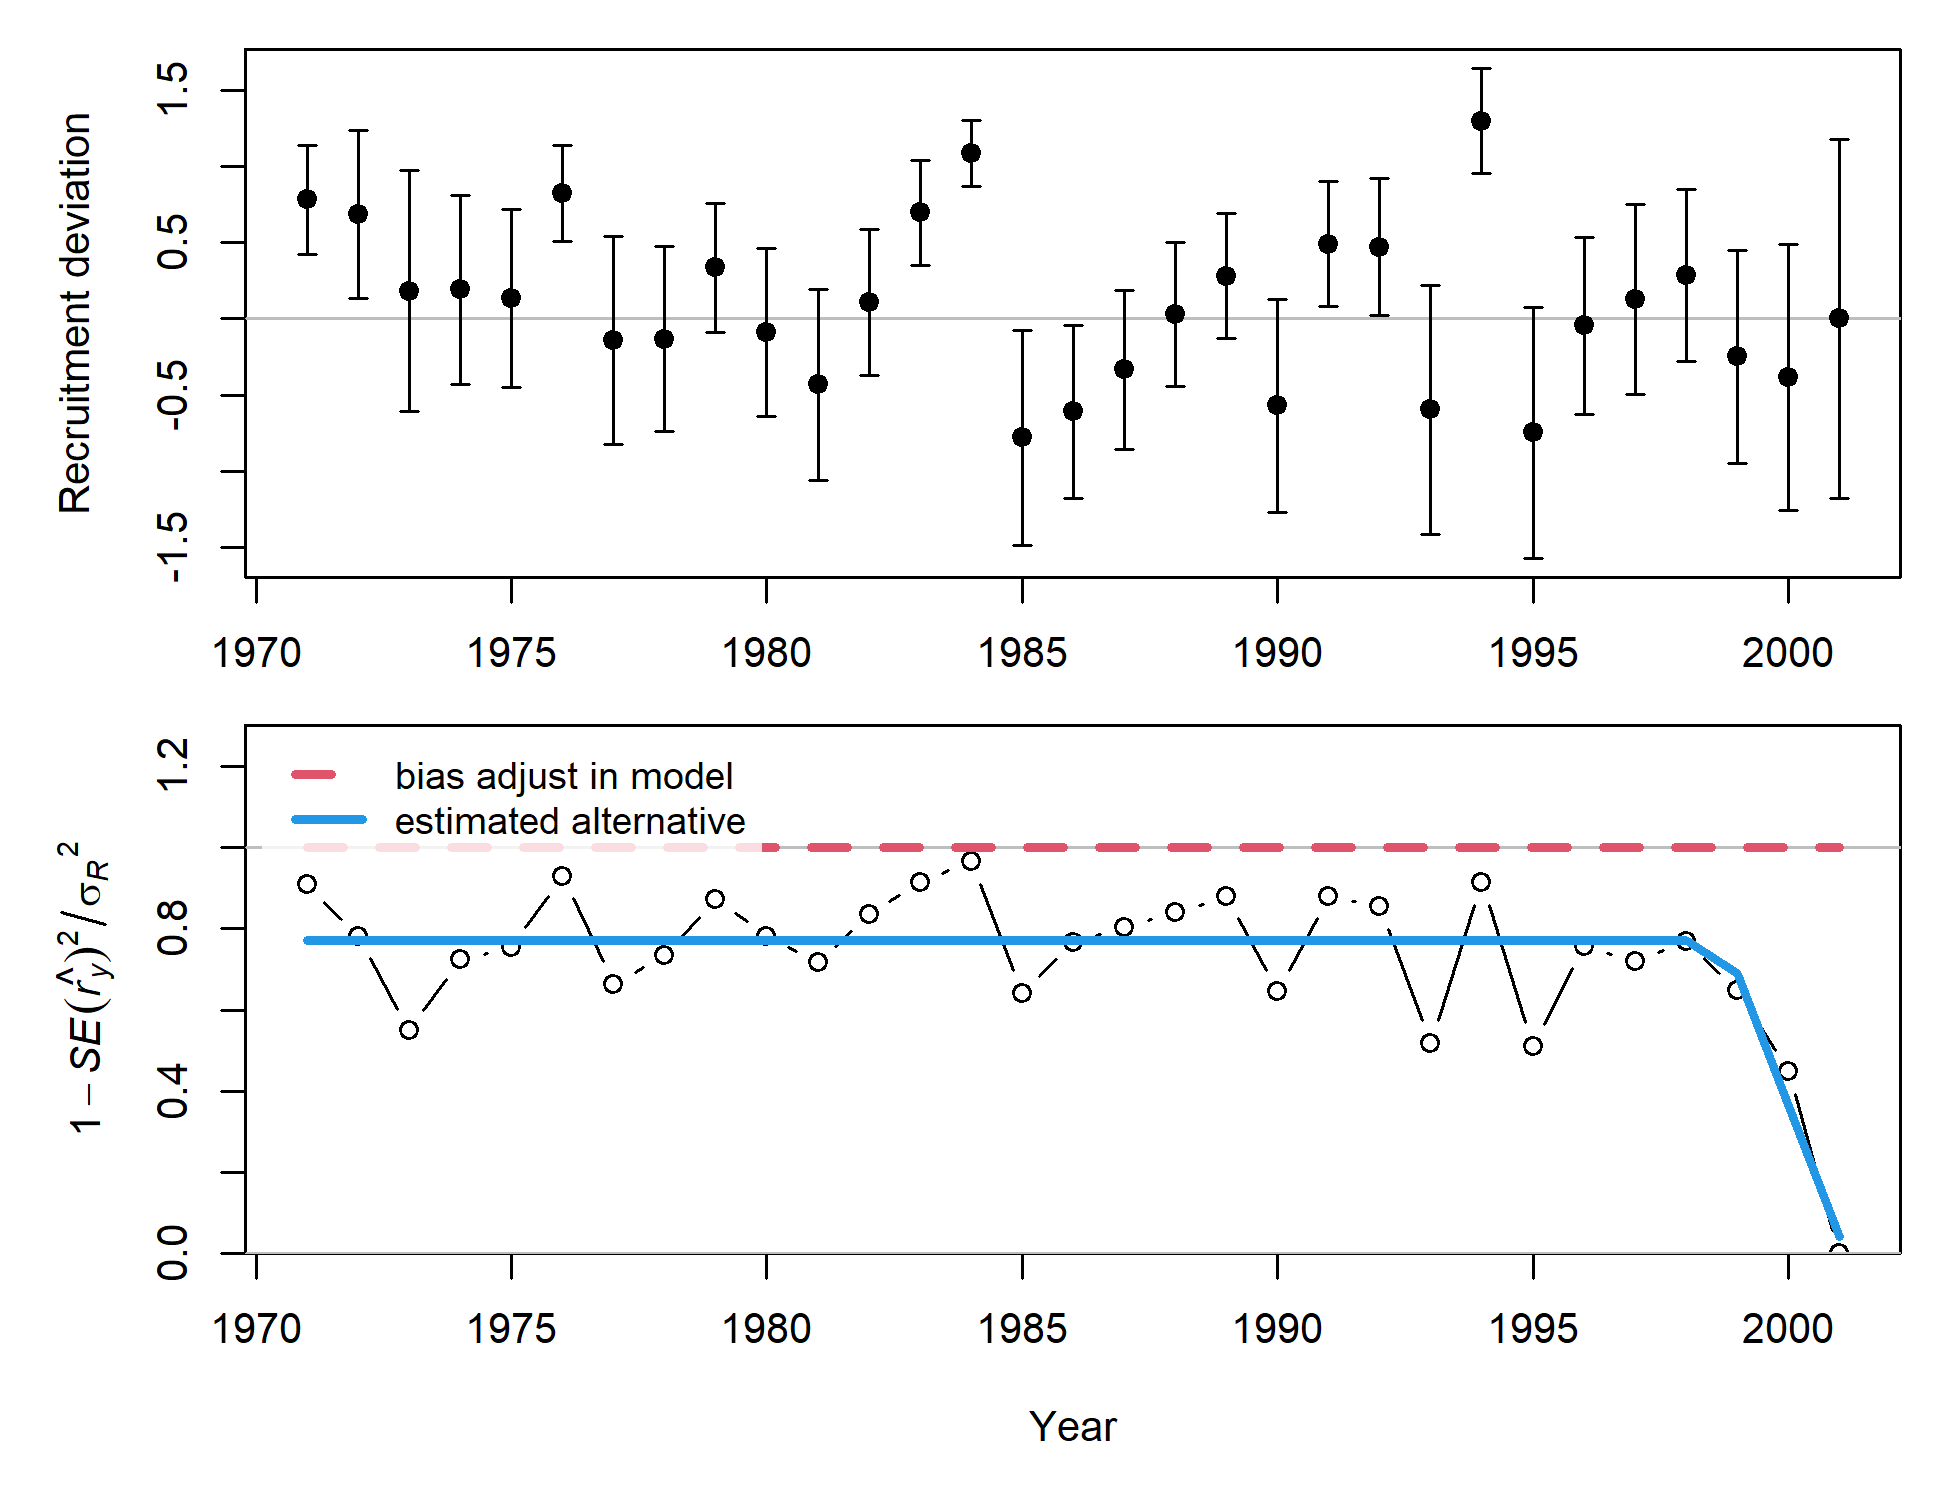 Recruitment deviation
1.5
0.5
-0.5
-1.5
1970 1975 1980 1985 1990 1995 2000
bias adjust in model
estimated alternative
1 − SE(r̂y)² / σR²
1.2
0.8
0.4
0.0
1970 1975 1980 1985 1990 1995 2000
Year